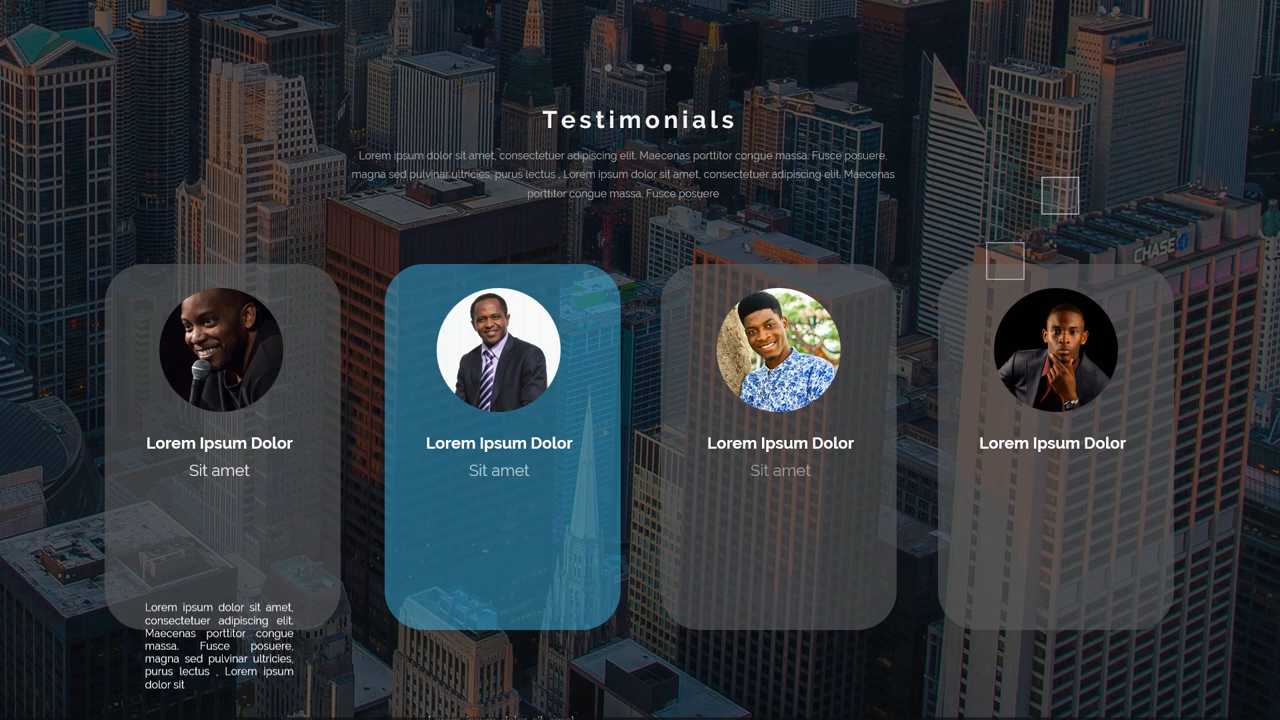 Testimonials
Lorem ipsum dolor sit amet, consectetuer adipiscing elit. Maecenas porttitor congue massa. Fusce posuere,
magna sed pulvinar ultricies, purus lectus , Lorem ipsum dolor sit amet, consectetuer adipiscing elit. Maecenas
porttitor congue massa. Fusce posuere
CHASE
Lorem Ipsum Dolor
Sit amet
Lorem ipsum dolor sit amet,
consectetuer adipiscing elit.
Maecenas porttitor congue
massa. Fusce posuere,
magna sed pulvinar ultricies,
purus lectus , Lorem ipsum
dolor sit
Lorem Ipsum Dolor
Sit amet
Lorem Ipsum Dolor
Sit amet
Lorem Ipsum Dolor